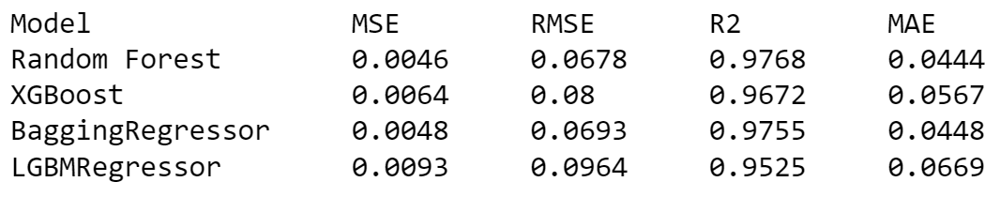 Model MSE RMSE R2 MAE
Random Forest 0.0046 0.0678 0.9768 0.0444
XGBoost 0.0064 0.08 0.9672 0.0567
BaggingRegressor 0.0048 0.0693 0.9755 0.0448
LGBMRegressor 0.0093 0.0964 0.9525 0.0669